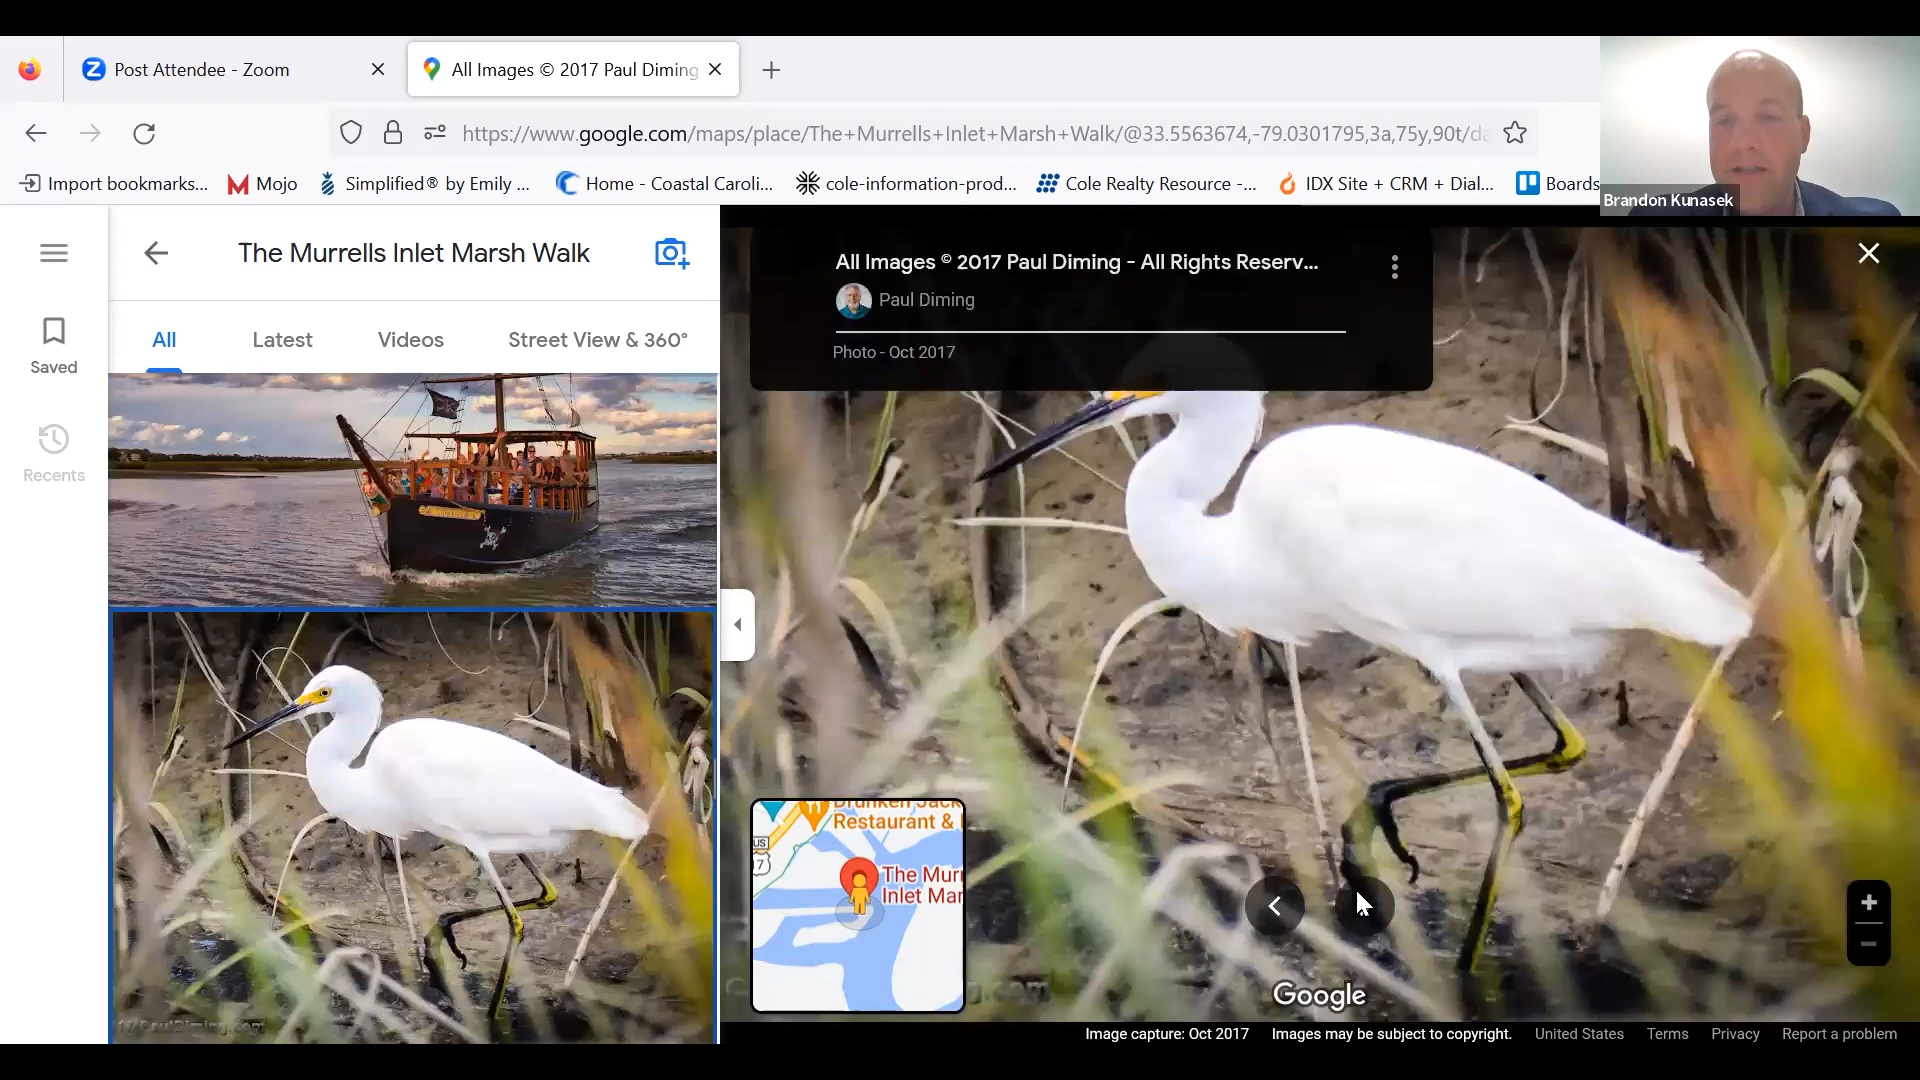 Post Attendee - Zoom
All Images © 2017 Paul Diming
https://www.google.com/maps/place/The+Murrells+Inlet+Marsh+Walk/@33.5563674,-79.0301795,3a,75y,90t/da
Import bookmarks...
Mojo
Simplified® by Emily ...
Home - Coastal Caroli...
cole-information-prod...
Cole Realty Resource -...
IDX Site + CRM + Dial...
Boards
Brandon Kunasek
The Murrells Inlet Marsh Walk
All
Latest
Videos
Street View & 360°
Saved
Recents
All Images © 2017 Paul Diming - All Rights Reserv...
Paul Diming
Photo - Oct 2017
Drunken Jack
Restaurant &
US
17
The Murr
Inlet Mar
Google
Image capture: Oct 2017
Images may be subject to copyright.
United States
Terms
Privacy
Report a problem